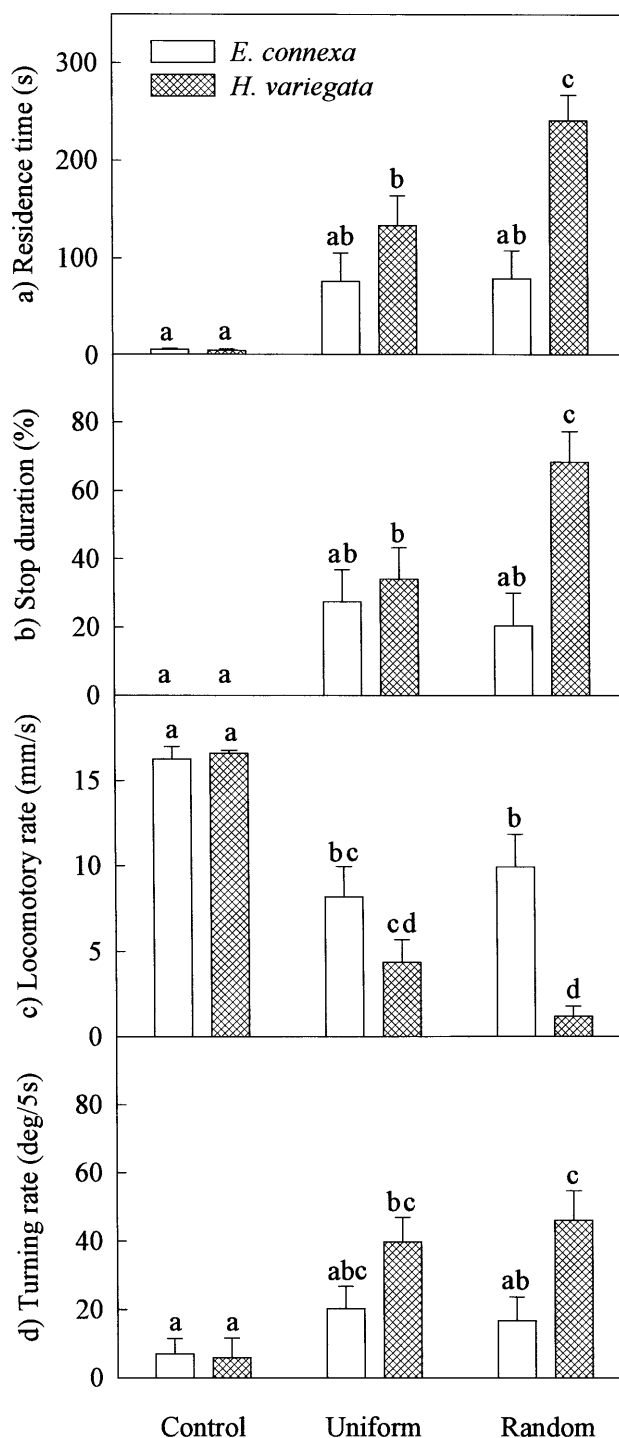 E. connexa
H. variegata
a) Residence time (s)
300
200
100
0
a a
ab b
ab c
b) Stop duration (%)
80
60
40
20
0
a a
ab b
ab c
c) Locomotory rate (mm/s)
15
10
5
0
a a
bc cd
b d
d) Turning rate (deg/5s)
80
60
40
20
0
a a
abc bc
ab c
Control Uniform Random